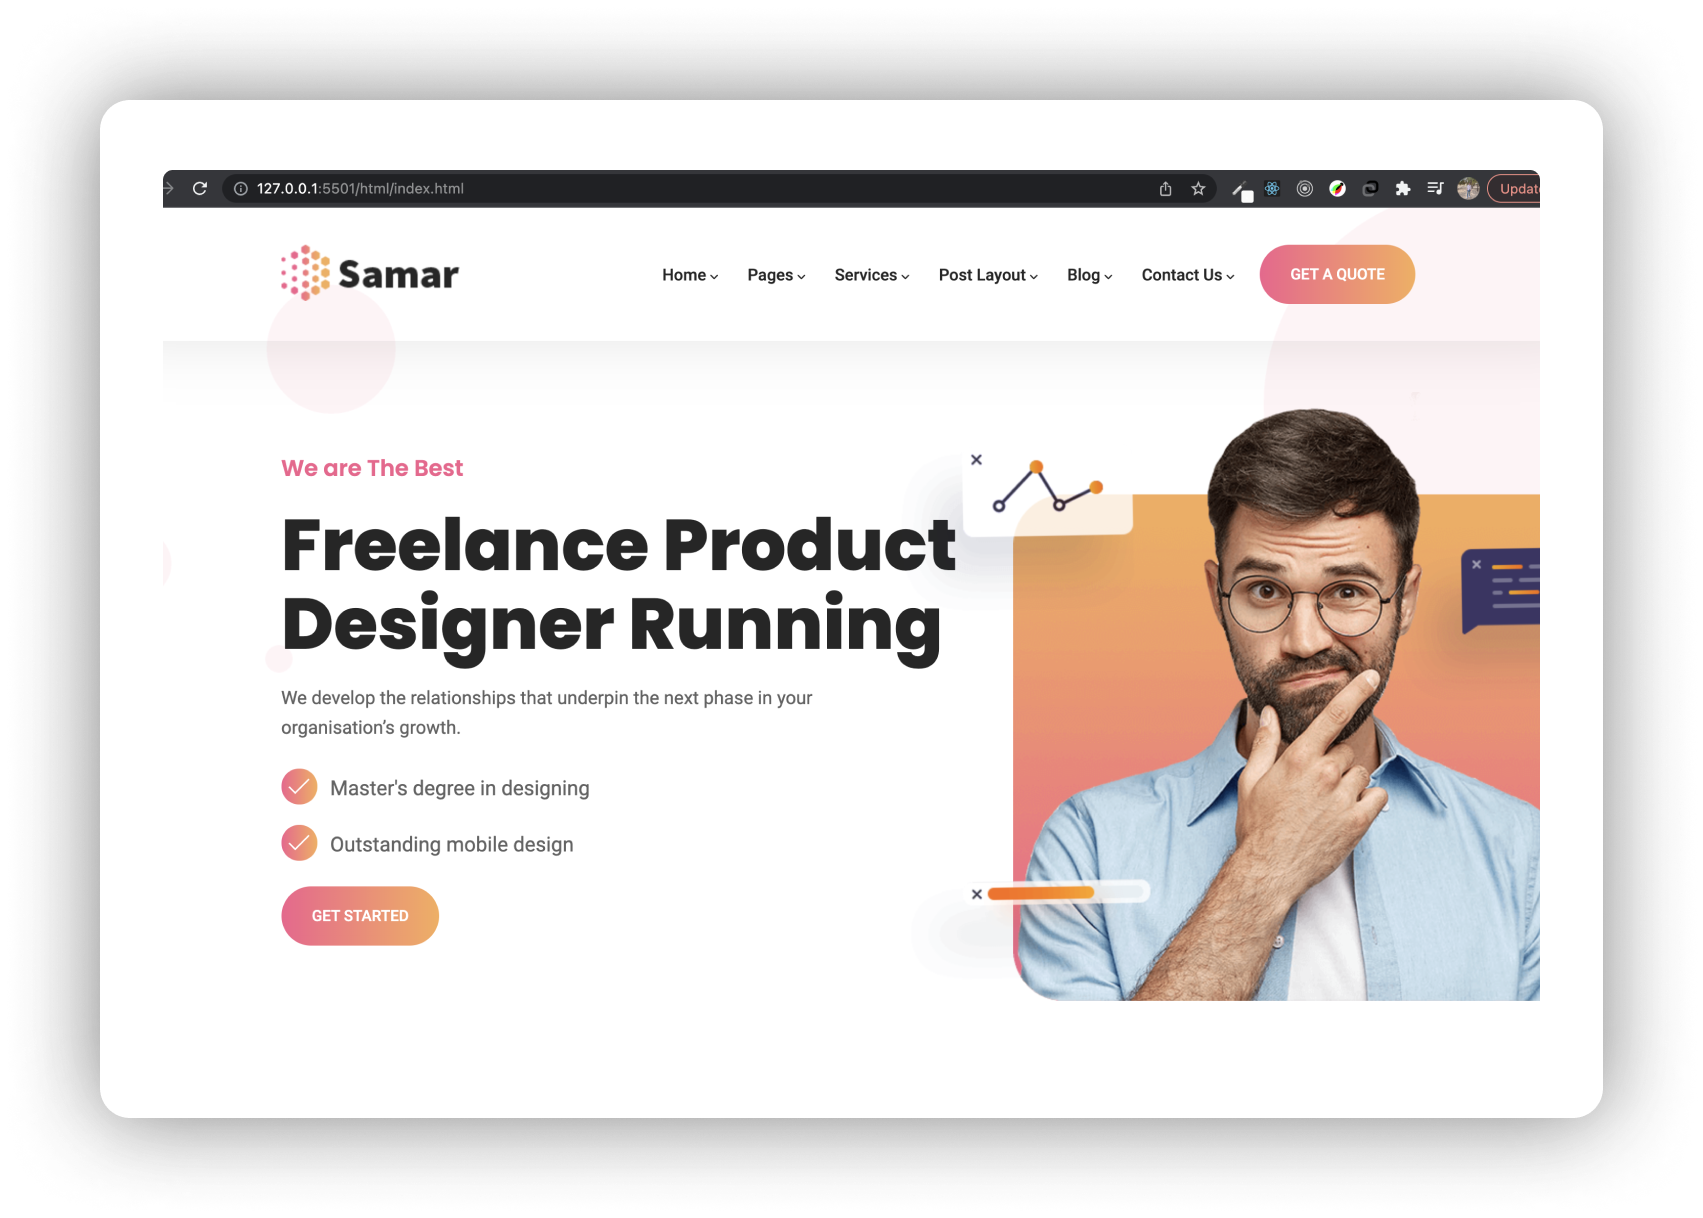 127.0.0.1:5501/html/index.html
Update
Samar
Home
Pages
Services
Post Layout
Blog
Contact Us
GET A QUOTE
We are The Best
Freelance Product
Designer Running
We develop the relationships that underpin the next phase in your
organisation’s growth.
Master's degree in designing
Outstanding mobile design
GET STARTED